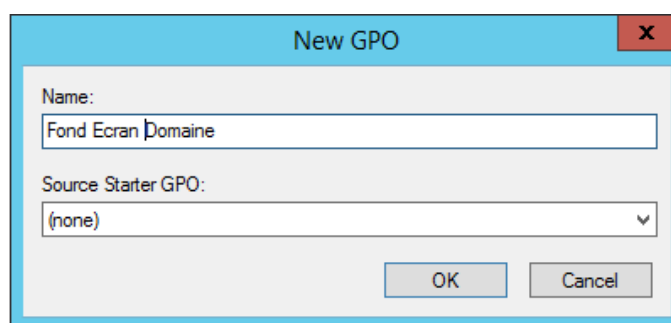 New GPO
x
Name:
Fond Ecran Domaine
Source Starter GPO:
(none)
OK Cancel